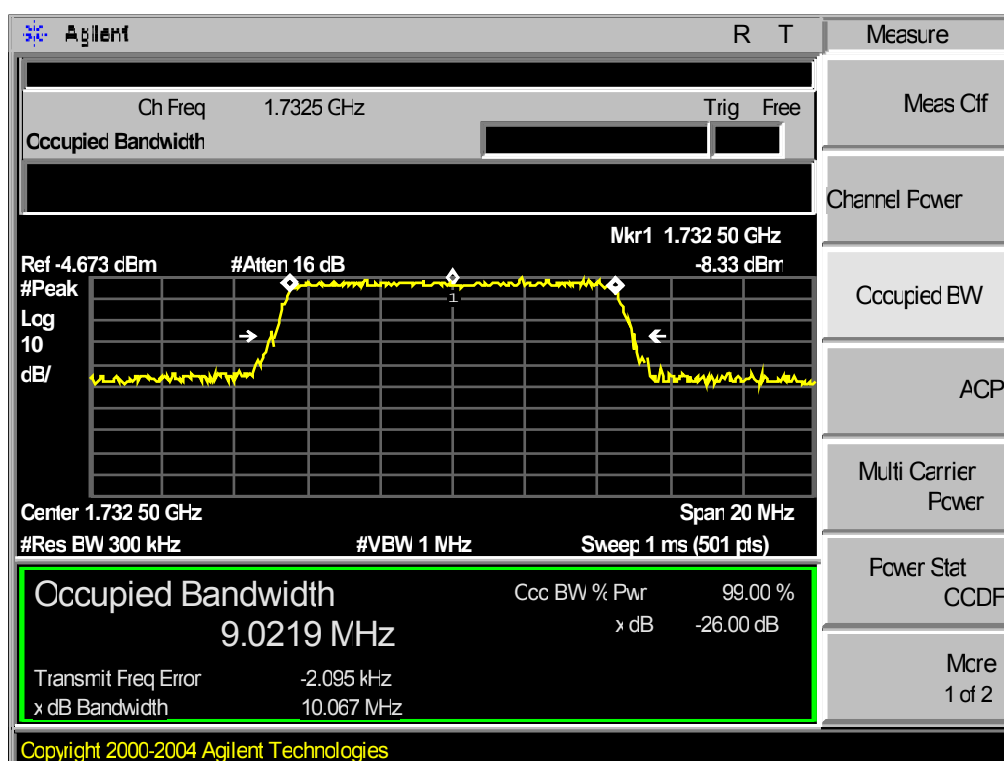 Agilent R T Measure
Ch Freq 1.7325 GHz Trig Free
Occupied Bandwidth
Meas Off
Channel Power
Mkr1 1.732 50 GHz
Ref -4.673 dBm #Atten 16 dB -8.33 dBm
#Peak
Log
10
dB/
1
Occupied BW
ACP
Multi Carrier
Power
Center 1.732 50 GHz Span 20 MHz
#Res BW 300 kHz #VBW 1 MHz Sweep 1 ms (501 pts)
Power Stat
CCDF
Occupied Bandwidth Occ BW % Pwr 99.00 %
9.0219 MHz x dB -26.00 dB
Transmit Freq Error -2.095 kHz
x dB Bandwidth 10.067 MHz
More
1 of 2
Copyright 2000-2004 Agilent Technologies